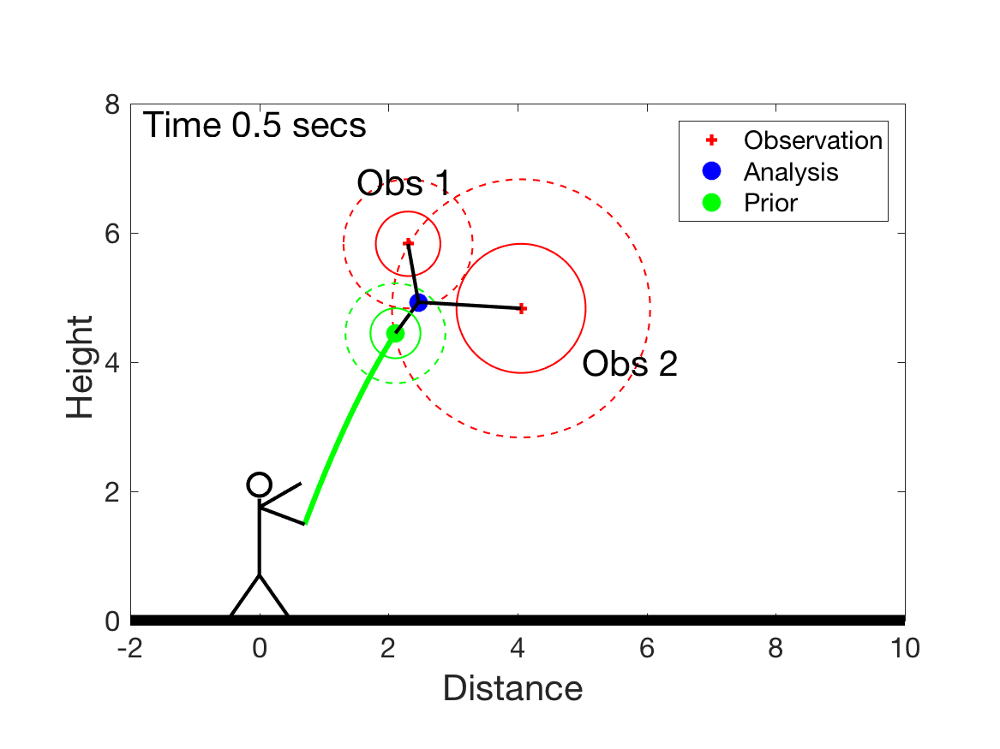 8
Time 0.5 secs
Observation
Analysis
Prior
Obs 1
6
Obs 2
4
Height
2
0
-2 0 2 4 6 8 10
Distance